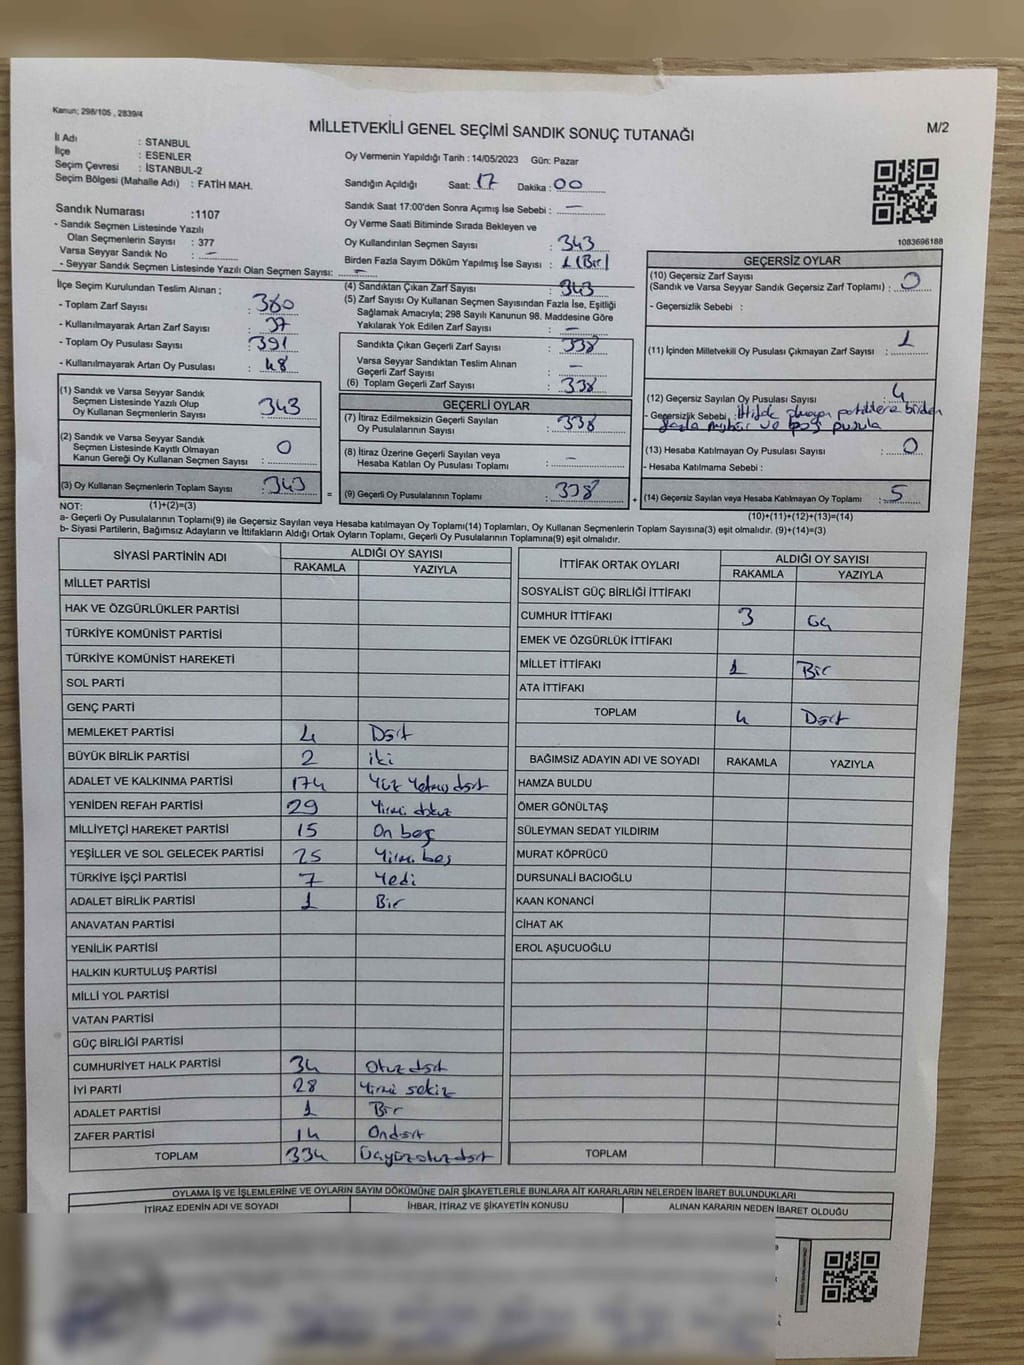 Kanun; 298/105 , 2839/4
MİLLETVEKİLİ GENEL SEÇİMİ SANDIK SONUÇ TUTANAĞI
M/2
İl Adı : STANBUL
İlçe : ESENLER
Seçim Çevresi : İSTANBUL-2
Seçim Bölgesi (Mahalle Adı) : FATİH MAH.
Oy Vermenin Yapıldığı Tarih : 14/05/2023 Gün: Pazar
Sandığın Açıldığı Saat: 17 Dakika : 00
Sandık Saat 17:00'den Sonra Açımış İse Sebebi : —
Sandık Numarası :1107
- Sandık Seçmen Listesinde Yazılı
Olan Seçmenlerin Sayısı : 377
Varsa Seyyar Sandık No : —
- Seyyar Sandık Seçmen Listesinde Yazılı Olan Seçmen Sayısı: —
Oy Verme Saati Bitiminde Sırada Bekleyen ve
Oy Kullandırılan Seçmen Sayısı : 343
Birden Fazla Sayım Döküm Yapılmış İse Sayısı : 1 (Bir)
1083696188
İlçe Seçim Kurulundan Teslim Alınan ;
- Toplam Zarf Sayısı : 380
- Kullanılmayarak Artan Zarf Sayısı : 37
- Toplam Oy Pusulası Sayısı : 391
- Kullanılmayarak Artan Oy Pusulası : 48
(4) Sandıktan Çıkan Zarf Sayısı : 343
(5) Zarf Sayısı Oy Kullanan Seçmen Sayısından Fazla İse, Eşitliği
Sağlamak Amacıyla; 298 Sayılı Kanunun 98. Maddesine Göre
Yakılarak Yok Edilen Zarf Sayısı : —
Sandıkta Çıkan Geçerli Zarf Sayısı : 338
Varsa Seyyar Sandıktan Teslim Alınan
Geçerli Zarf Sayısı : —
(6) Toplam Geçerli Zarf Sayısı : 338
GEÇERSİZ OYLAR
(10) Geçersiz Zarf Sayısı
(Sandık ve Varsa Seyyar Sandık Geçersiz Zarf Toplamı) : 0
- Geçersizlik Sebebi :
(11) İçinden Milletvekili Oy Pusulası Çıkmayan Zarf Sayısı : 1
(12) Geçersiz Sayılan Oy Pusulası Sayısı : 4
- Geçersizlik Sebebi : ittifak olmayan partilere birden
fazla mühür ve boş pusula
(13) Hesaba Katılmayan Oy Pusulası Sayısı : 0
- Hesaba Katılmama Sebebi :
(14) Geçersiz Sayılan veya Hesaba Katılmayan Oy Toplamı : 5
(1) Sandık ve Varsa Seyyar Sandık
Seçmen Listesinde Yazılı Olup
Oy Kullanan Seçmenlerin Sayısı : 343
(2) Sandık ve Varsa Seyyar Sandık
Seçmen Listesinde Kayıtlı Olmayan
Kanun Gereği Oy Kullanan Seçmen Sayısı : 0
(3) Oy Kullanan Seçmenlerin Toplam Sayısı : 343
GEÇERLİ OYLAR
(7) İtiraz Edilmeksizin Geçerli Sayılan
Oy Pusulalarının Sayısı : 338
(8) İtiraz Üzerine Geçerli Sayılan veya
Hesaba Katılan Oy Pusulası Toplamı : —
= (9) Geçerli Oy Pusulalarının Toplamı : 338 +
NOT: (1)+(2)=(3)
(10)+(11)+(12)+(13)=(14)
a- Geçerli Oy Pusulalarının Toplamı(9) ile Geçersiz Sayılan veya Hesaba katılmayan Oy Toplamı(14) Toplamları, Oy Kullanan Seçmenlerin Toplam Sayısına(3) eşit olmalıdır. (9)+(14)=(3)
b- Siyasi Partilerin, Bağımsız Adayların ve İttifakların Aldığı Ortak Oyların Toplamı, Geçerli Oy Pusulalarının Toplamına(9) eşit olmalıdır.
SİYASİ PARTİNİN ADI ALDIĞI OY SAYISI
RAKAMLA YAZIYLA
MİLLET PARTİSİ
HAK VE ÖZGÜRLÜKLER PARTİSİ
TÜRKİYE KOMÜNİST PARTİSİ
TÜRKİYE KOMÜNİST HAREKETİ
SOL PARTİ
GENÇ PARTİ
MEMLEKET PARTİSİ 4 Dört
BÜYÜK BİRLİK PARTİSİ 2 iki
ADALET VE KALKINMA PARTİSİ 174 Yüz Yetmiş dört
YENİDEN REFAH PARTİSİ 29 Yirmi dokuz
MİLLİYETÇİ HAREKET PARTİSİ 15 On beş
YEŞİLLER VE SOL GELECEK PARTİSİ 25 Yirmi beş
TÜRKİYE İŞÇİ PARTİSİ 7 Yedi
ADALET BİRLİK PARTİSİ 1 Bir
ANAVATAN PARTİSİ
YENİLİK PARTİSİ
HALKIN KURTULUŞ PARTİSİ
MİLLİ YOL PARTİSİ
VATAN PARTİSİ
GÜÇ BİRLİĞİ PARTİSİ
CUMHURİYET HALK PARTİSİ 34 Otuz dört
İYİ PARTİ 28 Yirmi sekiz
ADALET PARTİSİ 1 Bir
ZAFER PARTİSİ 14 Ondört
TOPLAM 334 Üçyüzotuzdört
İTTİFAK ORTAK OYLARI ALDIĞI OY SAYISI
RAKAMLA YAZIYLA
SOSYALİST GÜÇ BİRLİĞİ İTTİFAKI
CUMHUR İTTİFAKI 3 Üç
EMEK VE ÖZGÜRLÜK İTTİFAKI
MİLLET İTTİFAKI 1 Bir
ATA İTTİFAKI
TOPLAM 4 Dört
BAĞIMSIZ ADAYIN ADI VE SOYADI RAKAMLA YAZIYLA
HAMZA BULDU
ÖMER GÖNÜLTAŞ
SÜLEYMAN SEDAT YILDIRIM
MURAT KÖPRÜCÜ
DURSUNALİ BACIOĞLU
KAAN KONANCİ
CİHAT AK
EROL AŞUCUOĞLU
TOPLAM
OYLAMA İŞ VE İŞLEMLERİNE VE OYLARIN SAYIM DÖKÜMÜNE DAİR ŞİKAYETLERLE BUNLARA AİT KARARLARIN NELERDEN İBARET BULUNDUKLARI
İTİRAZ EDENİN ADI VE SOYADI İHBAR, İTİRAZ VE ŞİKAYETİN KONUSU ALINAN KARARIN NEDEN İBARET OLDUĞU